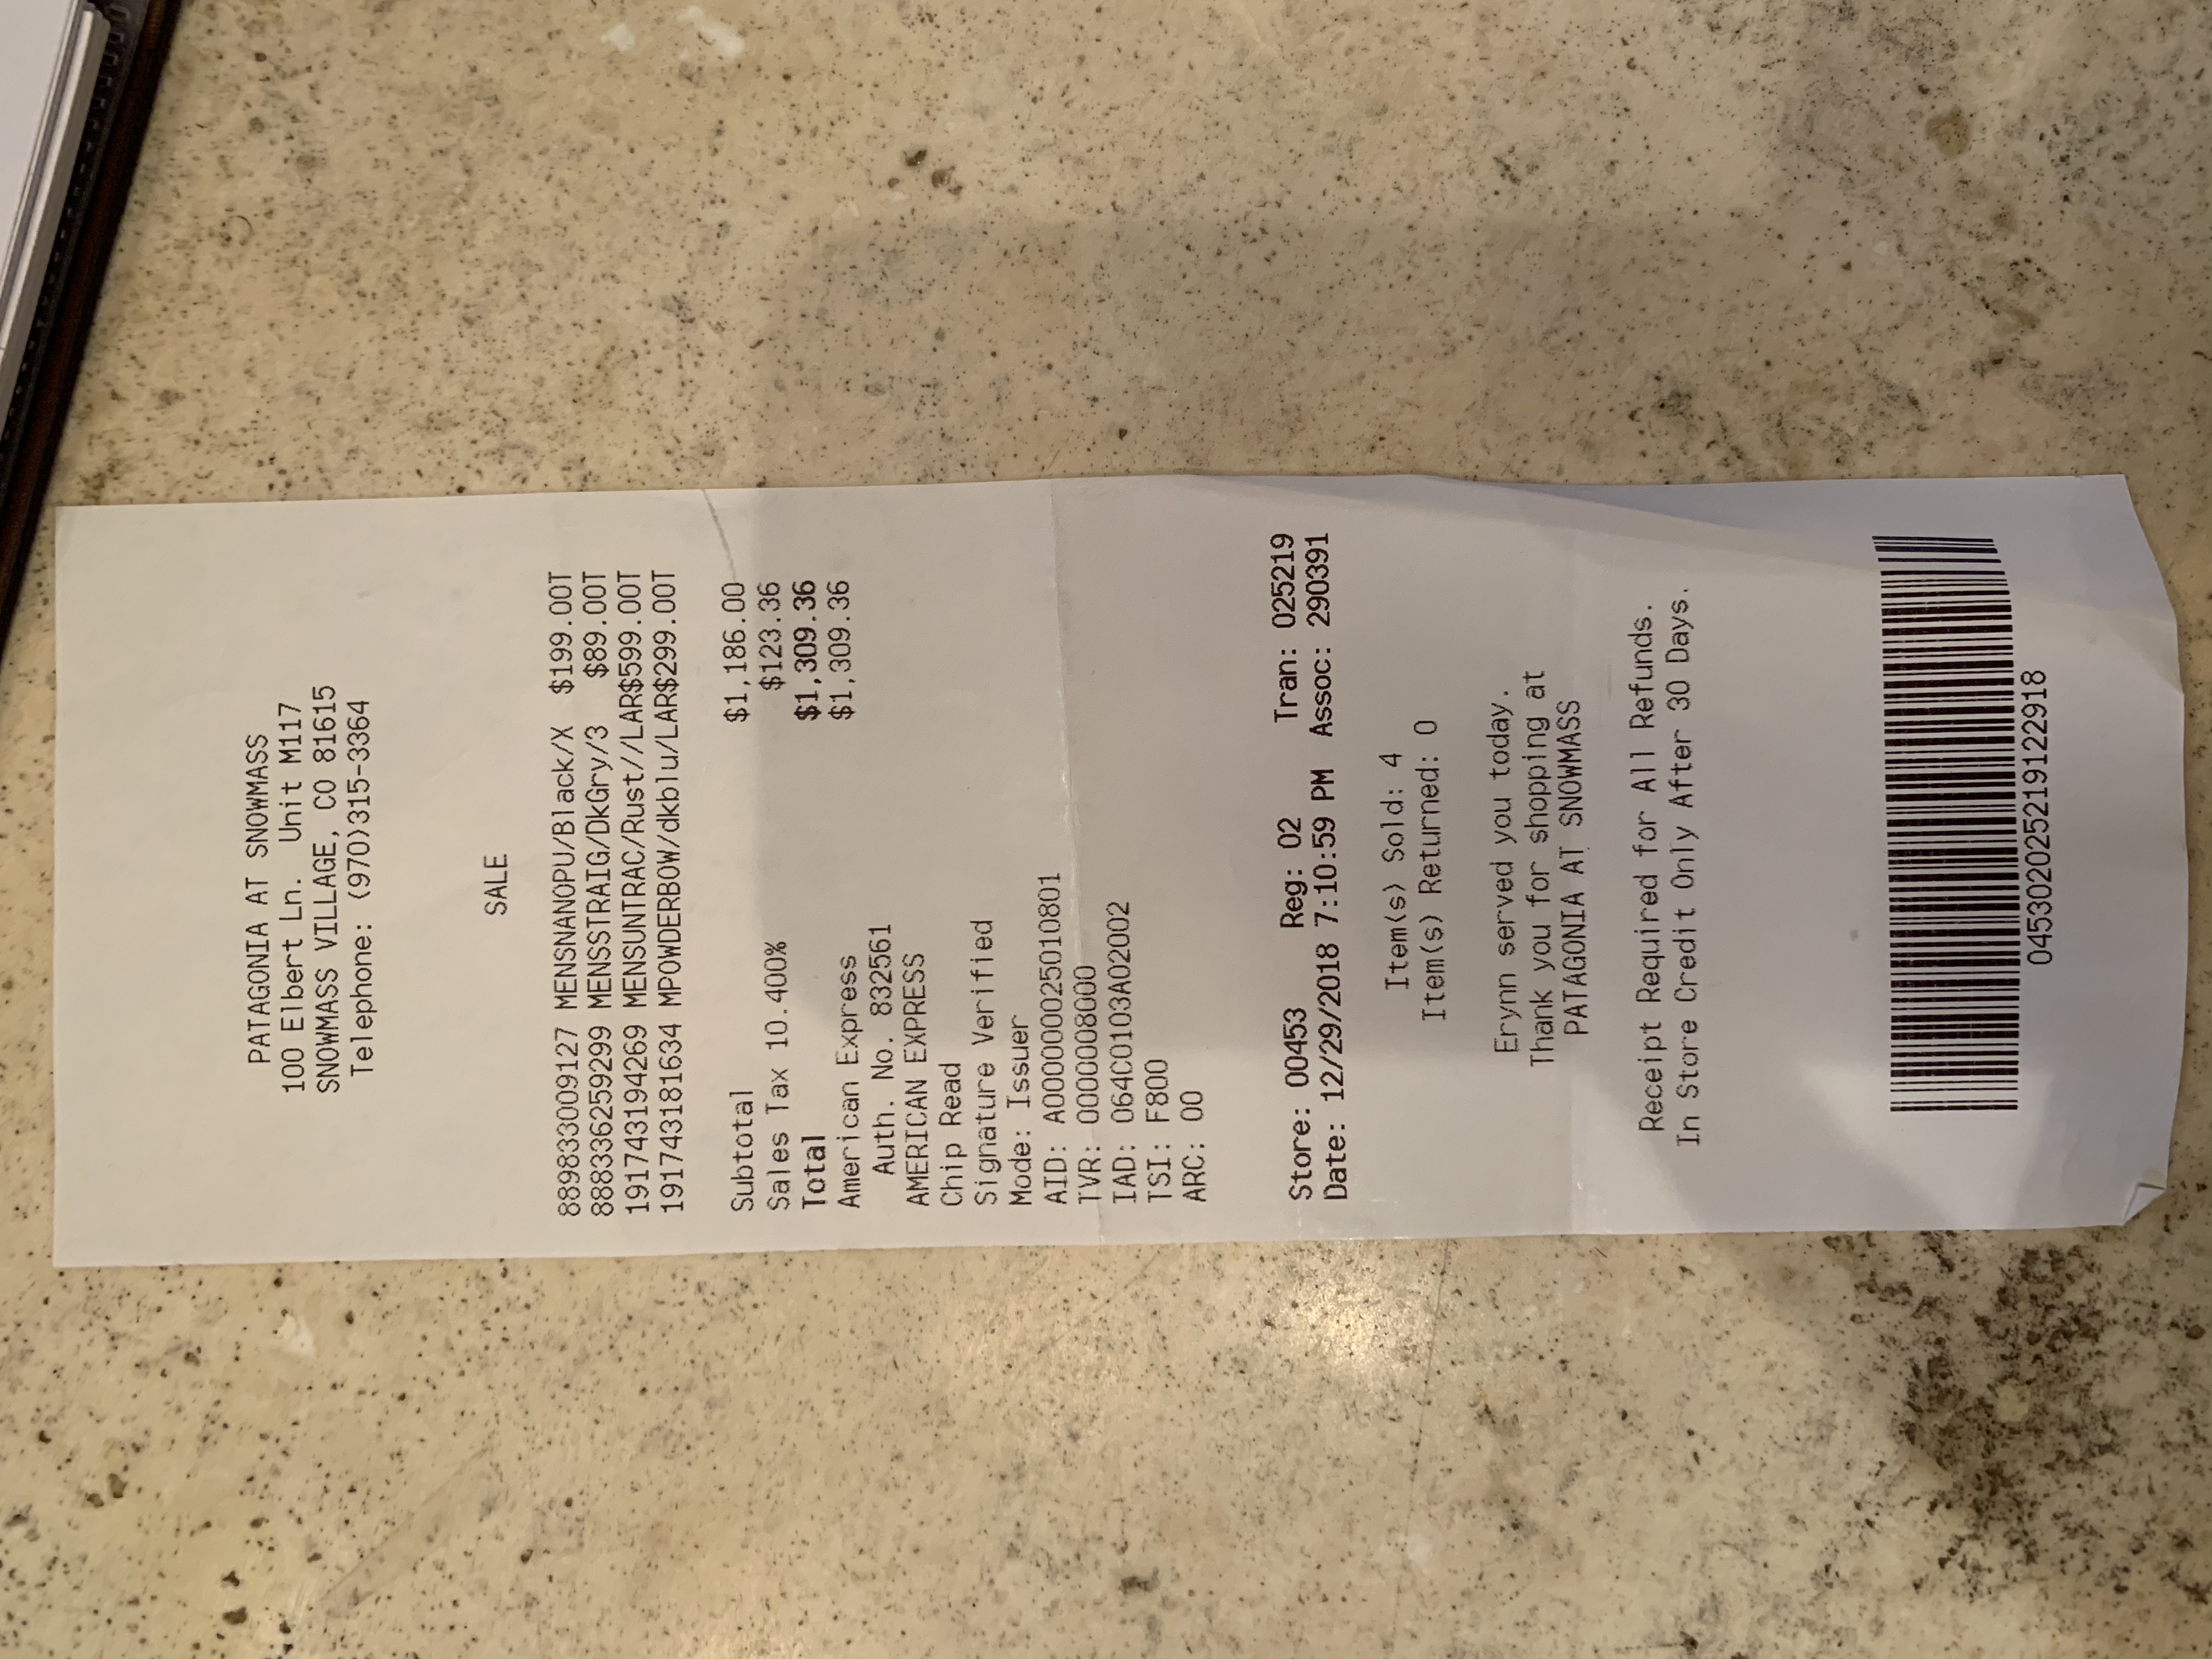 PATAGONIA AT SNOWMASS
100 Elbert Ln. Unit M117
SNOWMASS VILLAGE, CO 81615
Telephone: (970)315-3364
SALE
889833009127 MENSNANOPU/Black/X $199.00T
888336259299 MENSSTRAIG/DkGry/3 $89.00T
191743194269 MENSUNTRAC/Rust//LAR$599.00T
191743181634 MPOWDERBOW/dkblu/LAR$299.00T
Subtotal $1,186.00
Sales Tax 10.400% $123.36
Total $1,309.36
American Express $1,309.36
Auth. No. 832561
AMERICAN EXPRESS
Chip Read
Signature Verified
Mode: Issuer
AID: A000000025010801
TVR: 0000008000
IAD: 064C0103A02002
TSI: F800
ARC: 00
Store: 00453 Reg: 02 Tran: 025219
Date: 12/29/2018 7:10:59 PM Assoc: 290391
Item(s) Sold: 4
Item(s) Returned: 0
Erynn served you today.
Thank you for shopping at
PATAGONIA AT SNOWMASS
Receipt Required for All Refunds.
In Store Credit Only After 30 Days.
04530202521912​2918